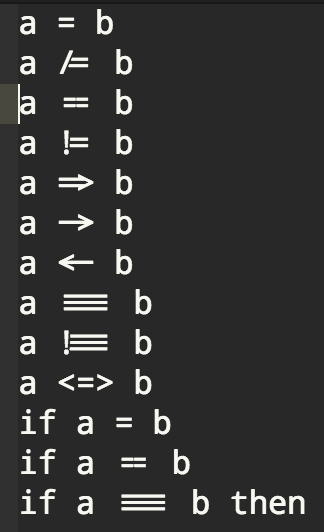 a = b
a /= b
a == b
a != b
a => b
a -> b
a <- b
a === b
a !== b
a <=> b
if a = b
if a == b
if a === b then